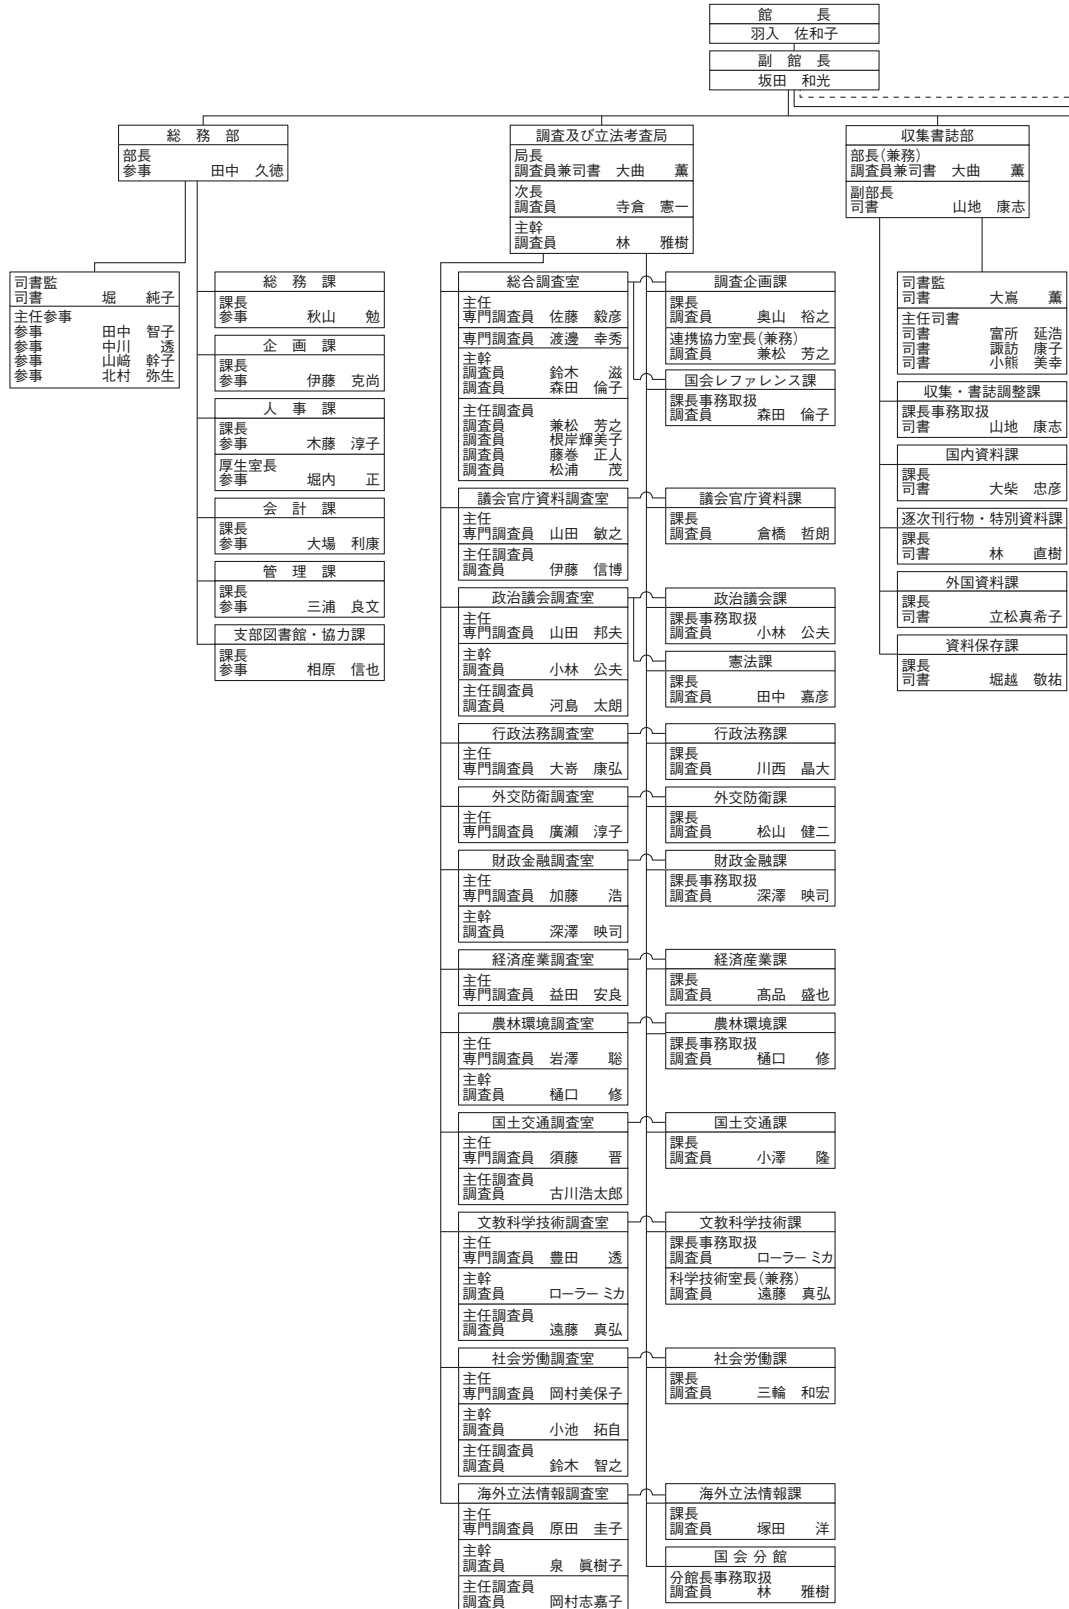 館　長
羽入　佐和子
副　館　長
坂田　和光
総　務　部
部長
参事　田中　久徳
司書監
司書　堀　純子
主任参事
参事　田中　智子
参事　中川　透
参事　山﨑　幹子
参事　北村　弥生
総　務　課
課長
参事　秋山　勉
企　画　課
課長
参事　伊藤　克尚
人　事　課
課長
参事　木藤　淳子
厚生室長
参事　堀内　正
会　計　課
課長
参事　大場　利康
管　理　課
課長
参事　三浦　良文
支部図書館・協力課
課長
参事　相原　信也
調査及び立法考査局
局長
調査員兼司書　大曲　薫
次長
調査員　寺倉　憲一
主幹
調査員　林　雅樹
総合調査室
主任
専門調査員　佐藤　毅彦
専門調査員　渡邊　幸秀
主幹
調査員　鈴木　滋
調査員　森田　倫子
主任調査員
調査員　兼松　芳之
調査員　根岸輝美子
調査員　藤巻　正人
調査員　松浦　茂
議会官庁資料調査室
主任
専門調査員　山田　敏之
主任調査員
調査員　伊藤　信博
政治議会調査室
主任
専門調査員　山田　邦夫
主幹
調査員　小林　公夫
主任調査員
調査員　河島　太朗
行政法務調査室
主任
専門調査員　大嵜　康弘
外交防衛調査室
主任
専門調査員　廣瀨　淳子
財政金融調査室
主任
専門調査員　加藤　浩
主幹
調査員　深澤　映司
経済産業調査室
主任
専門調査員　益田　安良
農林環境調査室
主任
専門調査員　岩澤　聡
主幹
調査員　樋口　修
国土交通調査室
主任
専門調査員　須藤　晋
主任調査員
調査員　古川浩太郎
文教科学技術調査室
主任
専門調査員　豊田　透
主幹
調査員　ローラー ミカ
主任調査員
調査員　遠藤　真弘
社会労働調査室
主任
専門調査員　岡村美保子
主幹
調査員　小池　拓自
主任調査員
調査員　鈴木　智之
海外立法情報調査室
主任
専門調査員　原田　圭子
主幹
調査員　泉　眞樹子
主任調査員
調査員　岡村志嘉子
調査企画課
課長
調査員　奥山　裕之
連携協力室長（兼務）
調査員　兼松　芳之
国会レファレンス課
課長事務取扱
調査員　森田　倫子
議会官庁資料課
課長
調査員　倉橋　哲朗
政治議会課
課長事務取扱
調査員　小林　公夫
憲法課
課長
調査員　田中　嘉彦
行政法務課
課長
調査員　川西　晶大
外交防衛課
課長
調査員　松山　健二
財政金融課
課長事務取扱
調査員　深澤　映司
経済産業課
課長
調査員　髙品　盛也
農林環境課
課長事務取扱
調査員　樋口　修
国土交通課
課長
調査員　小澤　隆
文教科学技術課
課長事務取扱
調査員　ローラー ミカ
科学技術室長（兼務）
調査員　遠藤　真弘
社会労働課
課長
調査員　三輪　和宏
海外立法情報課
課長
調査員　塚田　洋
国 会 分 館
分館長事務取扱
調査員　林　雅樹
収集書誌部
部長（兼務）
調査員兼司書　大曲　薫
副部長
司書　山地　康志
司書監
司書　大嶌　薫
主任司書
司書　富所　延浩
司書　諏訪　康子
司書　小熊　美幸
収集・書誌調整課
課長事務取扱
司書　山地　康志
国内資料課
課長
司書　大柴　忠彦
逐次刊行物・特別資料課
課長
司書　林　直樹
外国資料課
課長
司書　立松真希子
資料保存課
課長
司書　堀越　敬祐